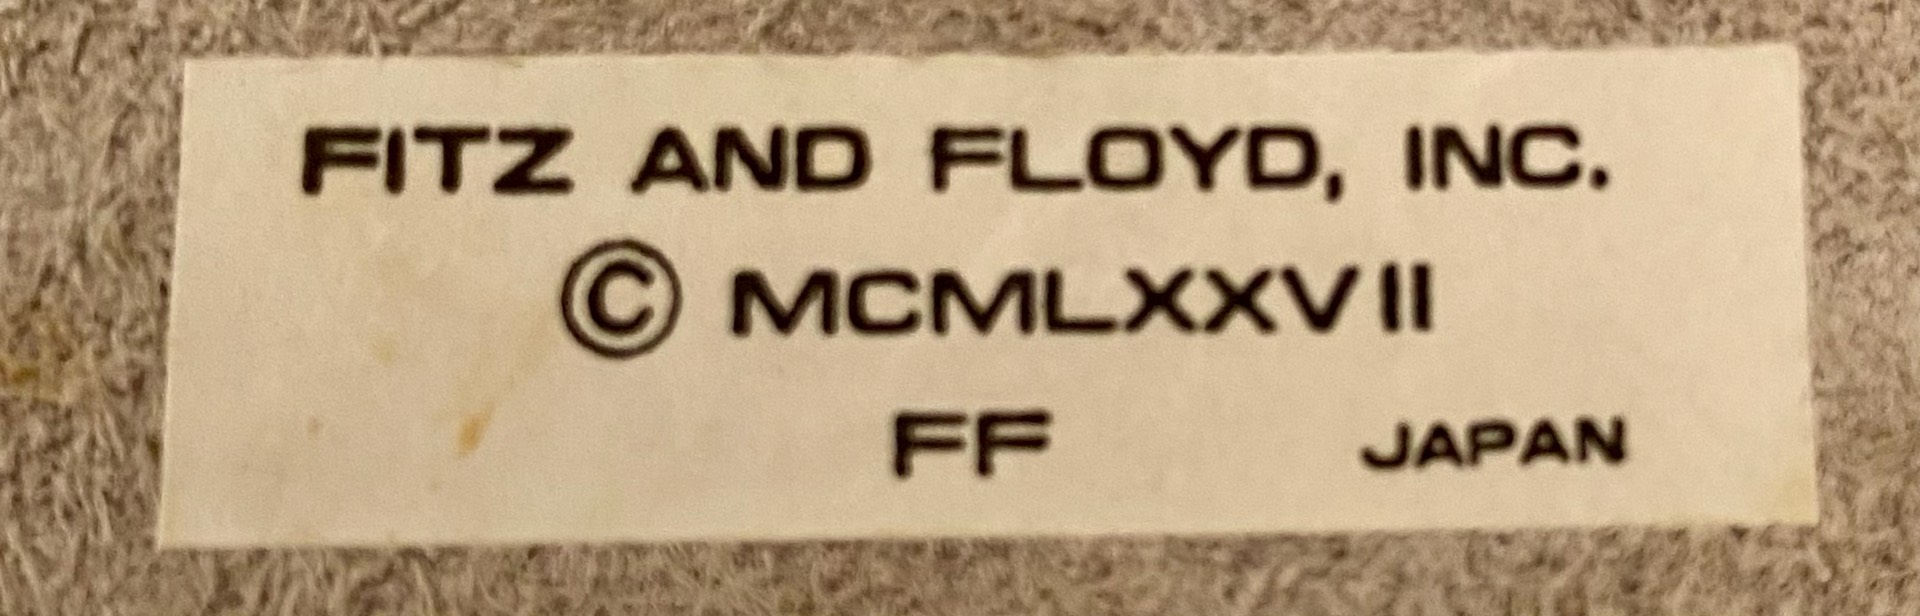 FITZ AND FLOYD, INC.
© MCMLXXVII
FF JAPAN